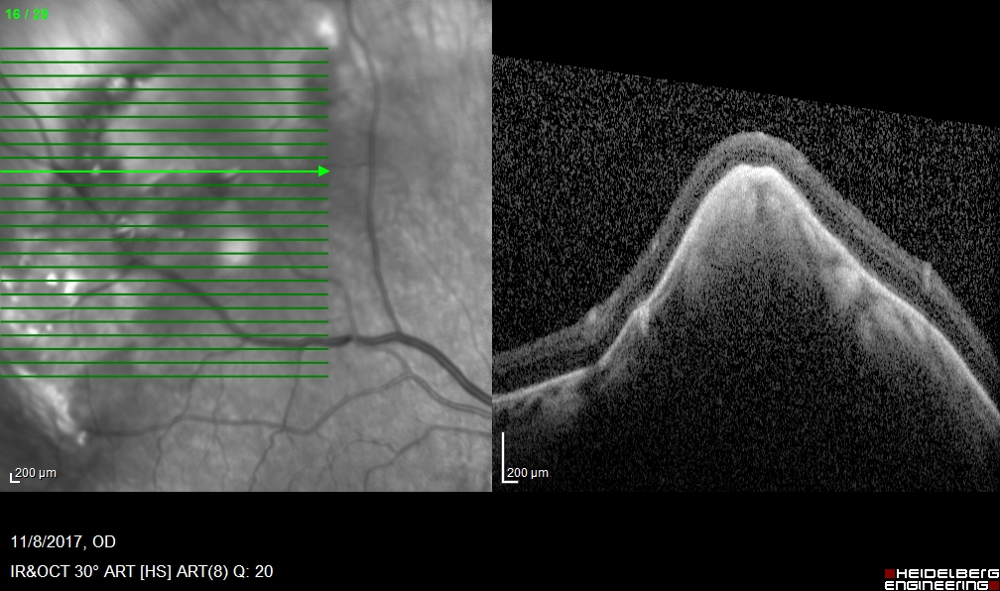 16 / 28
200 µm
200 µm
11/8/2017, OD
IR&OCT 30° ART [HS] ART(8) Q: 20
HEIDELBERG
ENGINEERING